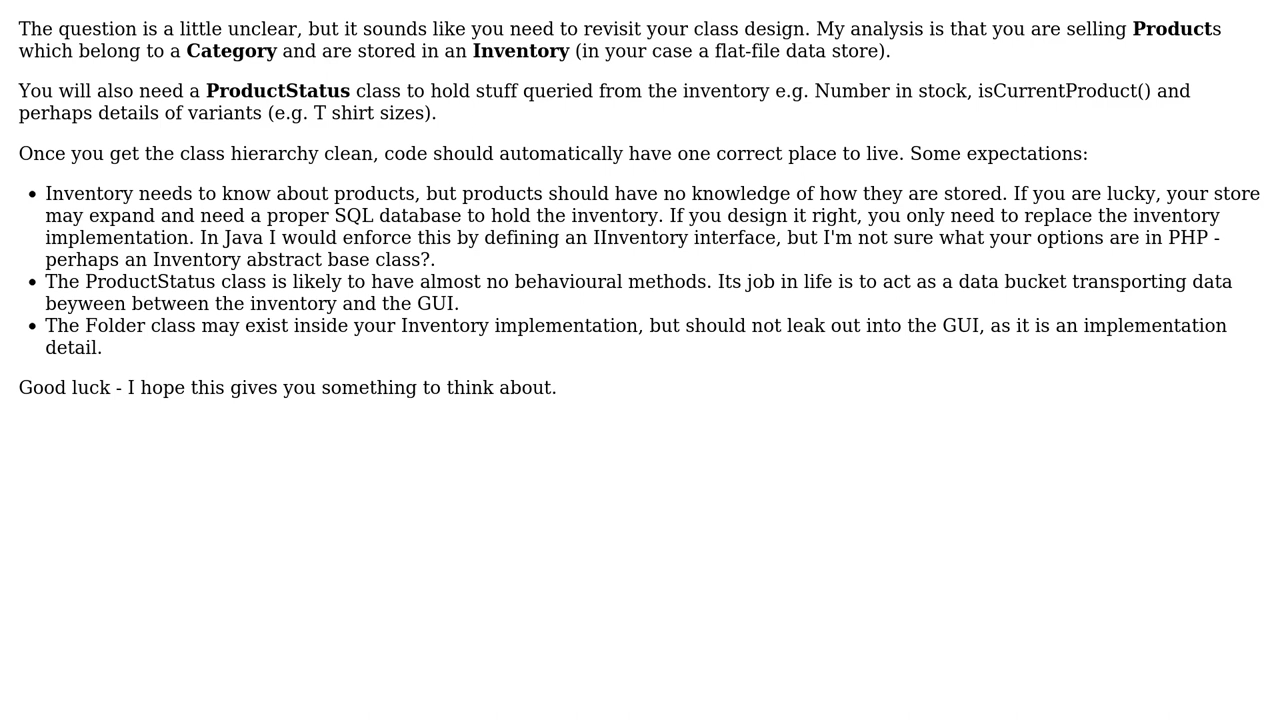 The question is a little unclear, but it sounds like you need to revisit your class design. My analysis is that you are selling Products
which belong to a Category and are stored in an Inventory (in your case a flat-file data store).
You will also need a ProductStatus class to hold stuff queried from the inventory e.g. Number in stock, isCurrentProduct() and
perhaps details of variants (e.g. T shirt sizes).
Once you get the class hierarchy clean, code should automatically have one correct place to live. Some expectations:
• Inventory needs to know about products, but products should have no knowledge of how they are stored. If you are lucky, your store
may expand and need a proper SQL database to hold the inventory. If you design it right, you only need to replace the inventory
implementation. In Java I would enforce this by defining an IInventory interface, but I'm not sure what your options are in PHP -
perhaps an Inventory abstract base class?.
• The ProductStatus class is likely to have almost no behavioural methods. Its job in life is to act as a data bucket transporting data
beyween between the inventory and the GUI.
• The Folder class may exist inside your Inventory implementation, but should not leak out into the GUI, as it is an implementation
detail.
Good luck - I hope this gives you something to think about.